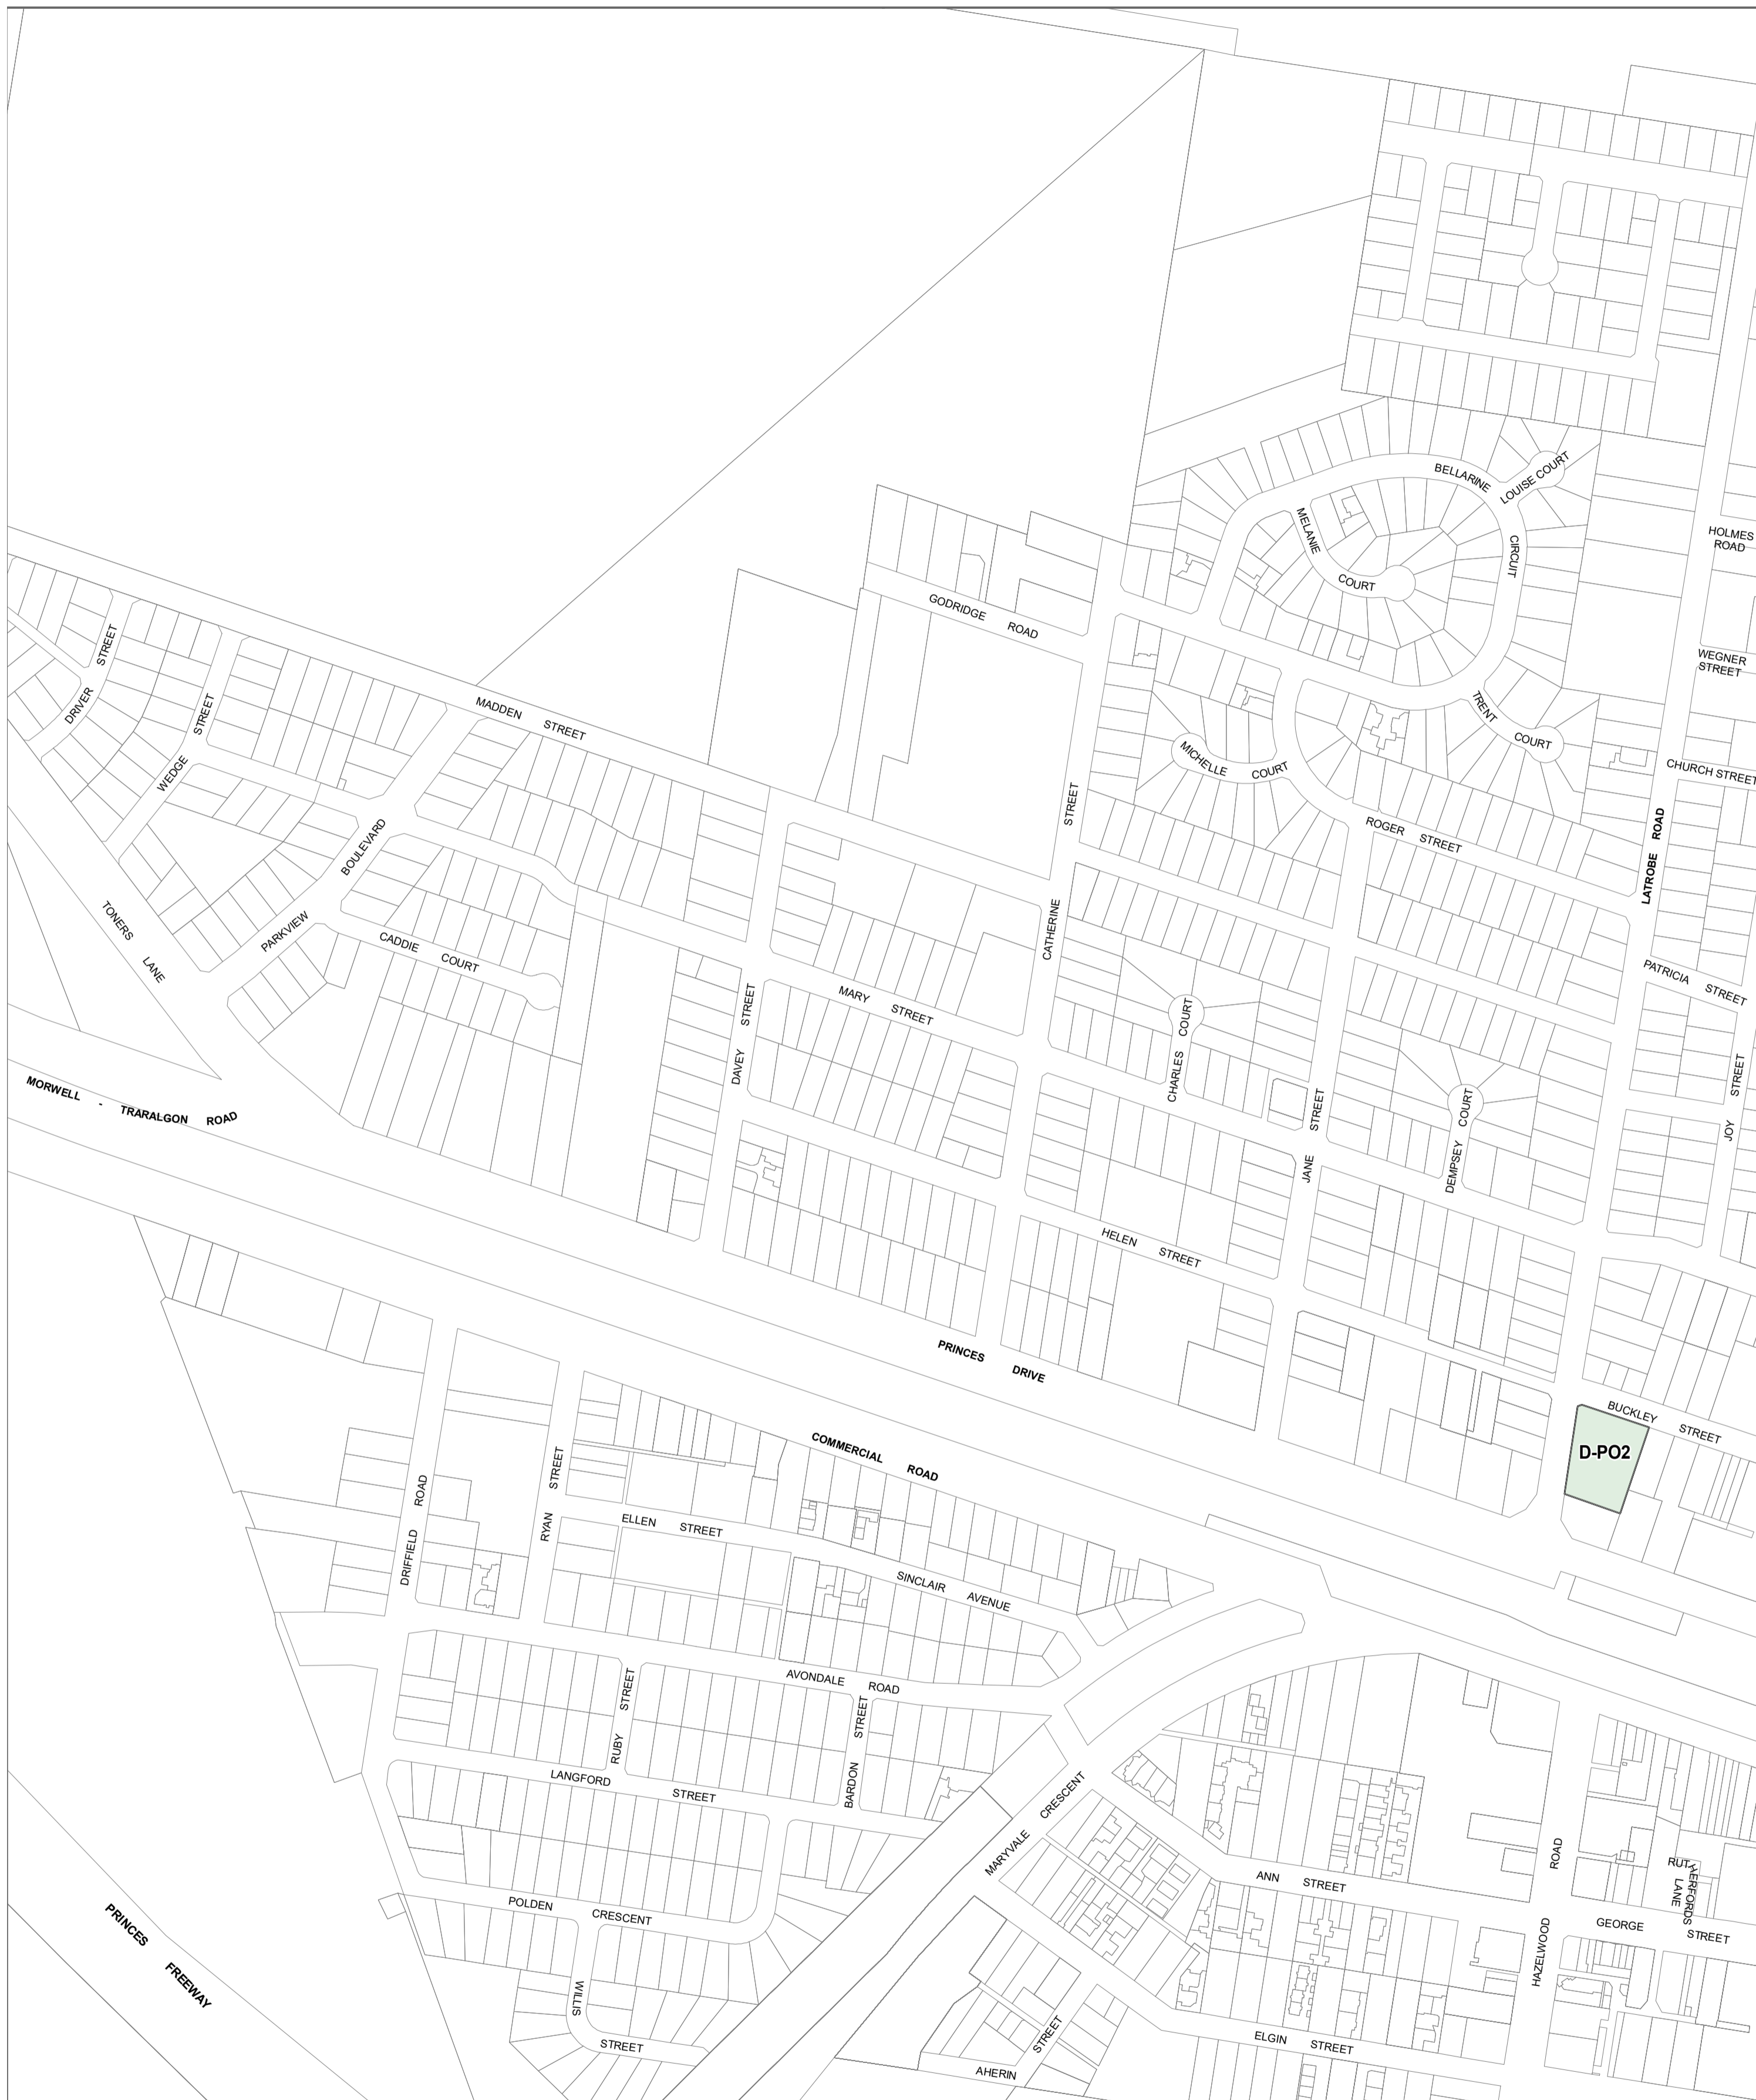 BELLARINE
LOUISE COURT
MELANIE
COURT
CIRCUIT
HOLMES
ROAD
GODRIDGE ROAD
DRIVER STREET
WEDGE STREET
MADDEN STREET
WEGNER
STREET
TRENT
COURT
MICHELLE COURT
CHURCH STREET
CATHERINE STREET
ROGER STREET
LATROBE ROAD
PARKVIEW BOULEVARD
TONERS LANE
CADDIE COURT
PATRICIA STREET
MARY STREET
DAVEY STREET
CHARLES COURT
JANE STREET
DEMPSEY COURT
JOY STREET
MORWELL - TRARALGON ROAD
HELEN STREET
PRINCES DRIVE
BUCKLEY STREET
D-PO2
COMMERCIAL ROAD
DRIFFIELD ROAD
RYAN STREET
ELLEN STREET
SINCLAIR AVENUE
AVONDALE ROAD
RUBY STREET
BARDON STREET
LANGFORD STREET
MARYVALE CRESCENT
ANN STREET
HAZELWOOD ROAD
GEORGE STREET
POLDEN CRESCENT
PRINCES FREEWAY
WILLIS
STREET
ELGIN STREET
AHERIN STREET
LANE